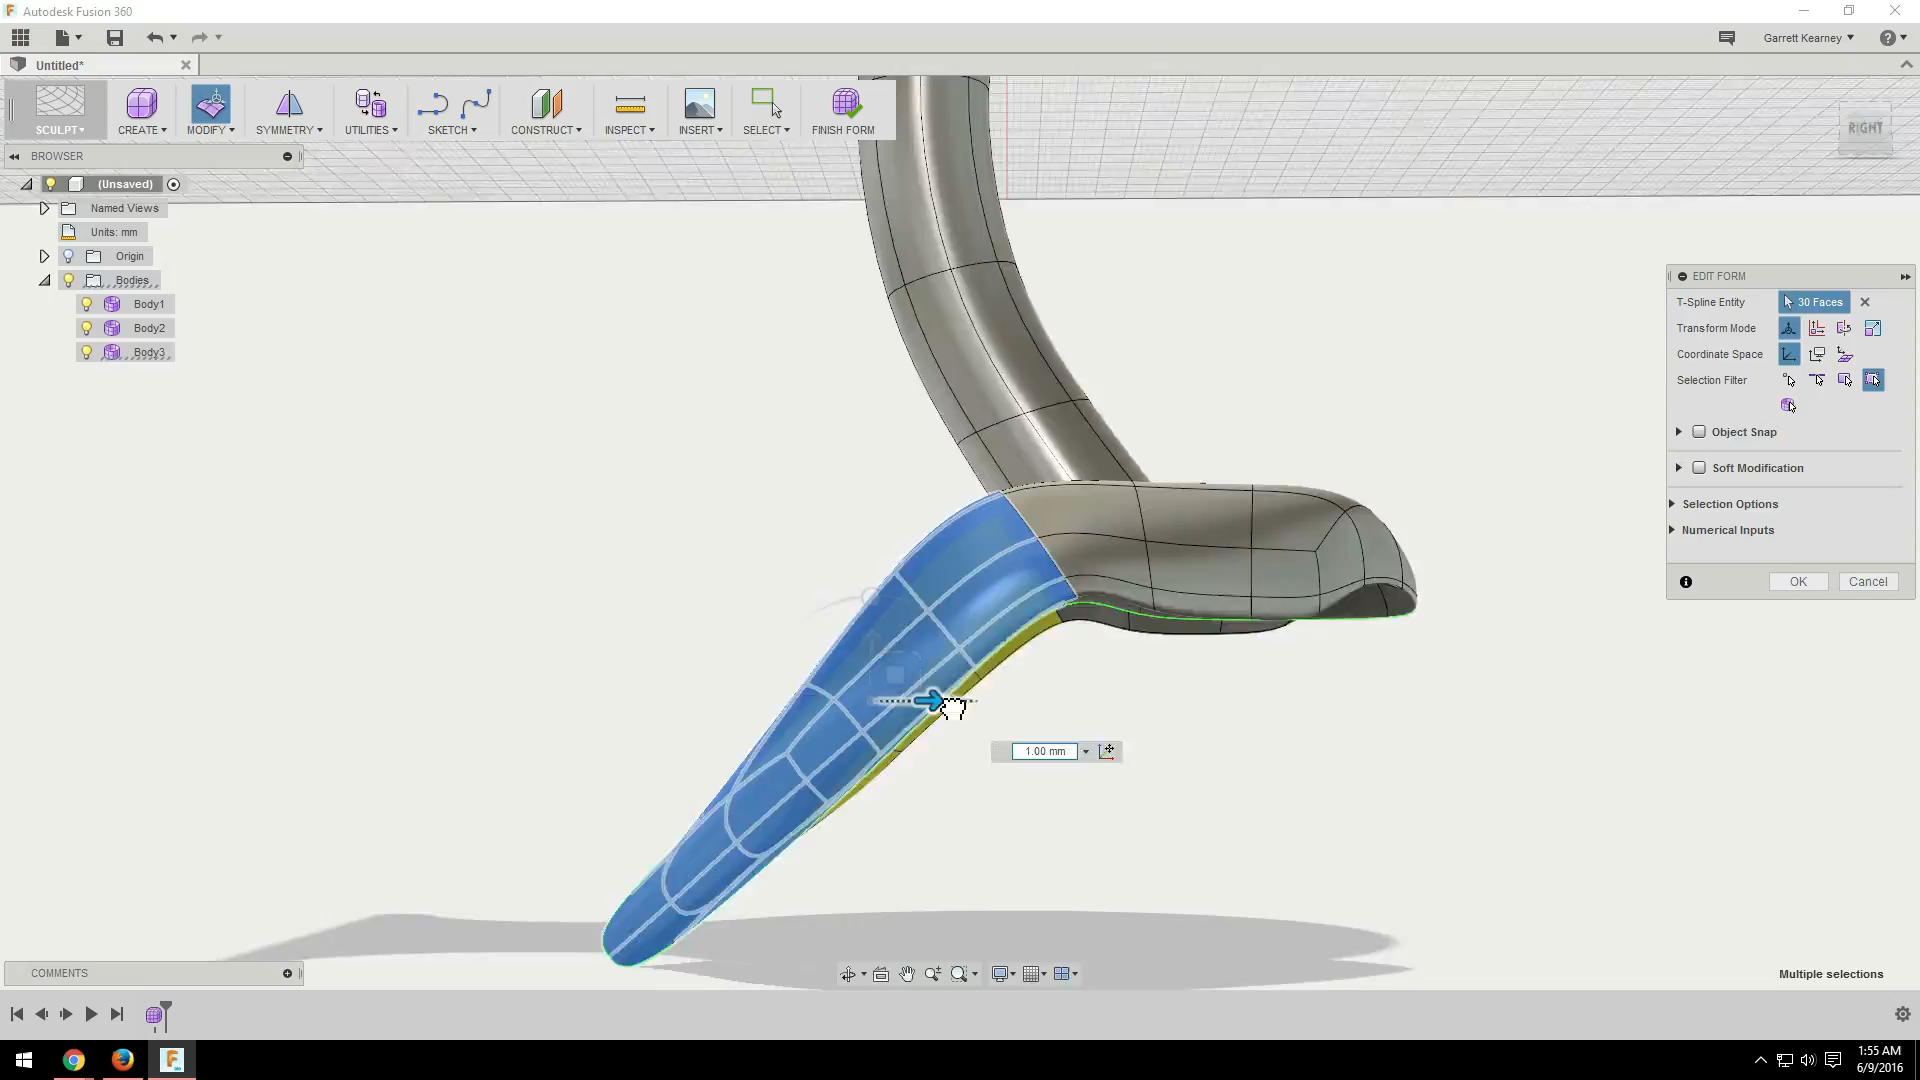 Autodesk Fusion 360
Garrett Kearney
Untitled*
SCULPT
CREATE
MODIFY
SYMMETRY
UTILITIES
SKETCH
CONSTRUCT
INSPECT
INSERT
SELECT
FINISH FORM
RIGHT
BROWSER
(Unsaved)
Named Views
Units: mm
Origin
Bodies
Body1
Body2
Body3
EDIT FORM
T-Spline Entity
30 Faces
Transform Mode
Coordinate Space
Selection Filter
Object Snap
Soft Modification
Selection Options
Numerical Inputs
OK
Cancel
1.00 mm
COMMENTS
Multiple selections
1:55 AM
6/9/2016